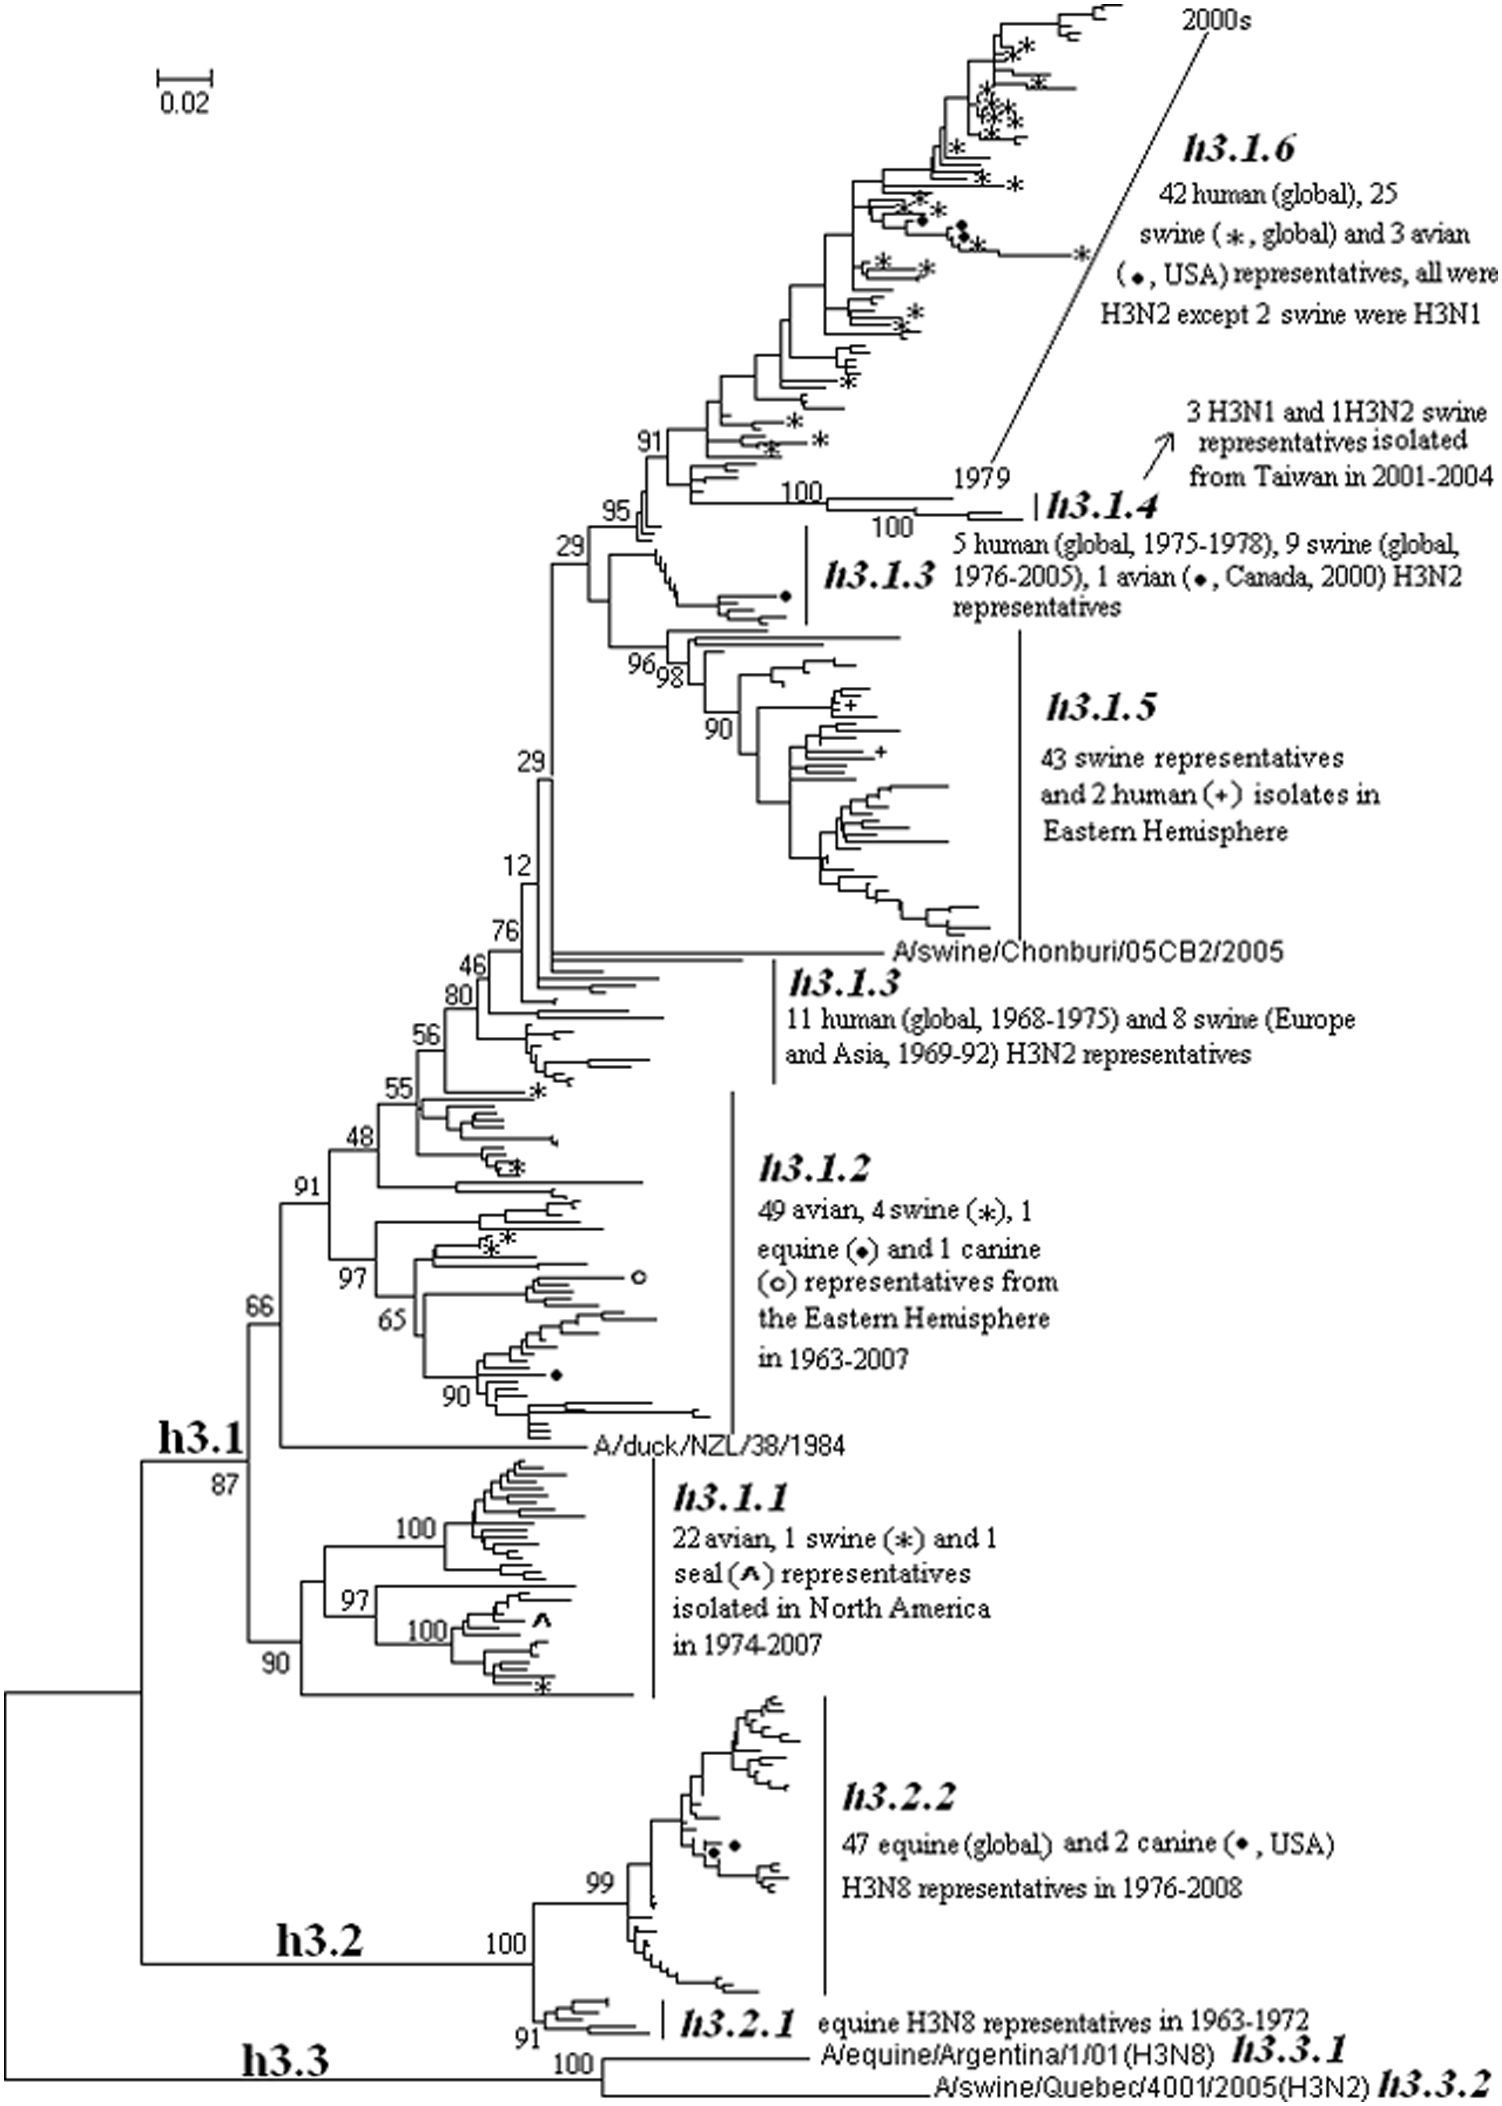 2000s
0.02
h3.1.6
42 human (global), 25
swine (*, global) and 3 avian
(●, USA) representatives, all were
H3N2 except 2 swine were H3N1
3 H3N1 and 1H3N2 swine
representatives isolated
from Taiwan in 2001-2004
91
1979
100
h3.1.4
95
100
29
5 human (global, 1975-1978), 9 swine (global,
h3.1.3
1976-2005), 1 avian (●, Canada, 2000) H3N2
representatives
96
98
h3.1.5
90
43 swine representatives
and 2 human (+) isolates in
Eastern Hemisphere
29
12
76
A/swine/Chonburi/05CB2/2005
46
h3.1.3
80
11 human (global, 1968-1975) and 8 swine (Europe
56
and Asia, 1969-92) H3N2 representatives
55
48
h3.1.2
91
49 avian, 4 swine (*), 1
equine (●) and 1 canine
97
(o) representatives from
66
65
the Eastern Hemisphere
in 1963-2007
90
h3.1
A/duck/NZL/38/1984
87
h3.1.1
100
22 avian, 1 swine (*) and 1
seal (^) representatives
97
isolated in North America
100
in 1974-2007
90
h3.2.2
47 equine (global) and 2 canine (●, USA)
99
H3N8 representatives in 1976-2008
h3.2
100
h3.2.1 equine H3N8 representatives in 1963-1972
91
h3.3
100
A/equine/Argentina/1/01(H3N8) h3.3.1
A/swine/Quebec/4001/2005(H3N2) h3.3.2